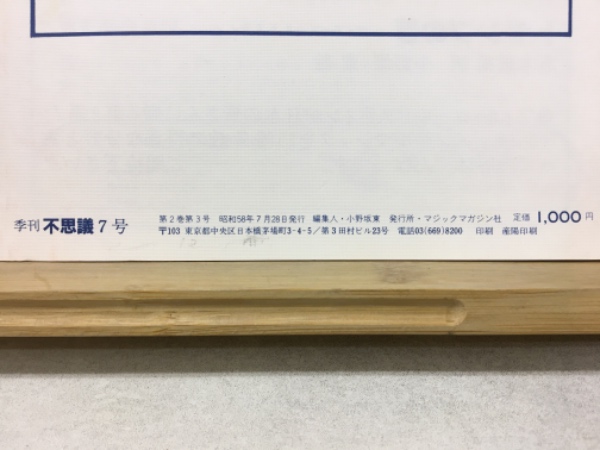 季刊 不思議 7号
第2巻第3号 昭和58年7月28日発行 編集人・小野坂東 発行所・マジックマガジン社 定価 1,000円
〒103 東京都中央区日本橋茅場町3-4-5/第3田村ビル23号 電話03(669)8200 印刷 産陽印刷